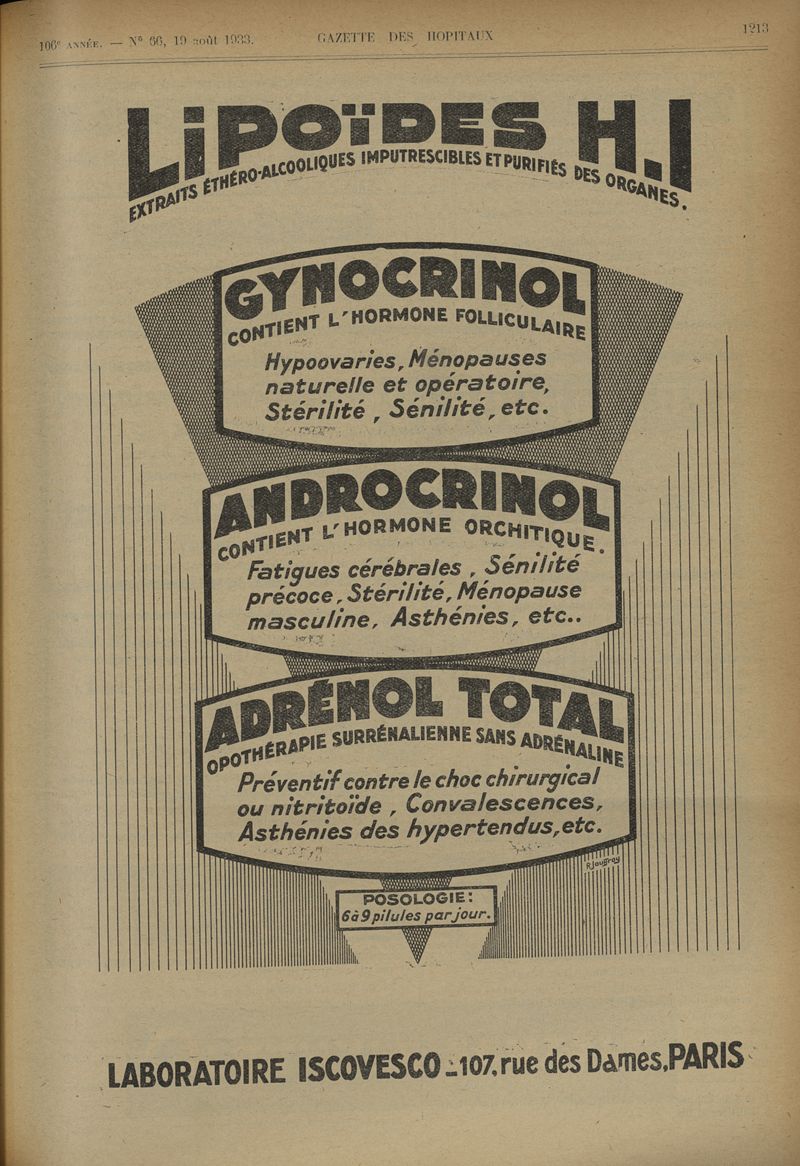 106e ANNÉE. — N° 66, 19 août 1933.
GAZETTE DES HOPITAUX
1213
LiPOÏDES H.I
EXTRAITS ÉTHÉRO-ALCOOLIQUES IMPUTRESCIBLES ET PURIFIÉS DES ORGANES.
GYNOCRINOL
CONTIENT L'HORMONE FOLLICULAIRE
Hypoovaries, Ménopauses
naturelle et opératoire,
Stérilité, Sénilité, etc.
ANDROCRINOL
CONTIENT L'HORMONE ORCHITIQUE.
Fatigues cérébrales, Sénilité
précoce, Stérilité, Ménopause
masculine, Asthénies, etc..
ADRÉNOL TOTAL
OPOTHÉRAPIE SURRÉNALIENNE SANS ADRÉNALINE
Préventif contre le choc chirurgical
ou nitritoïde, Convalescences,
Asthénies des hypertendus, etc.
R. Jauffray
POSOLOGIE:
6 à 9 pilules par jour.
LABORATOIRE ISCOVESCO - 107, rue des Dames, PARIS